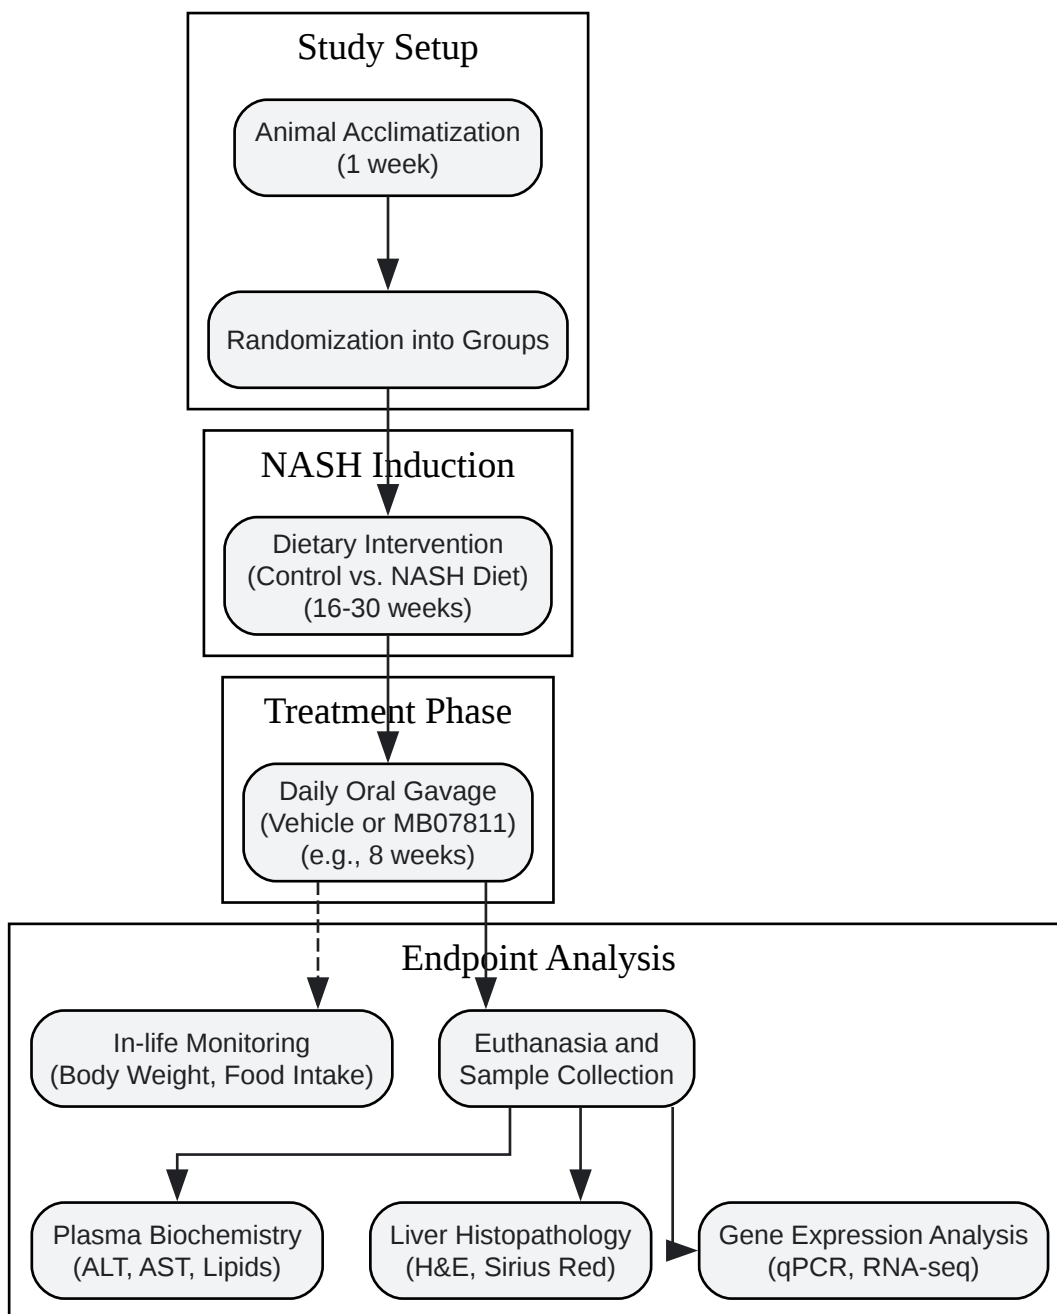 Study Setup
Animal Acclimatization
(1 week)
Randomization into Groups
NASH Induction
Dietary Intervention
(Control vs. NASH Diet)
(16-30 weeks)
Treatment Phase
Daily Oral Gavage
(Vehicle or MB07811)
(e.g., 8 weeks)
Endpoint Analysis
In-life Monitoring
(Body Weight, Food Intake)
Euthanasia and
Sample Collection
Plasma Biochemistry
(ALT, AST, Lipids)
Liver Histopathology
(H&E, Sirius Red)
Gene Expression Analysis
(qPCR, RNA-seq)